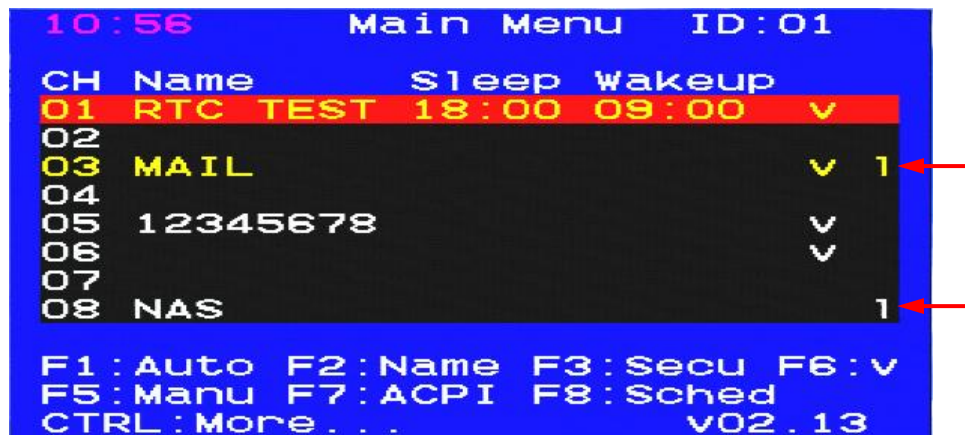 10:56 Main Menu ID:01
CH Name Sleep Wakeup
01 RTC TEST 18:00 09:00 v
02
03 MAIL v 1
04
05 12345678 v
06 v
07
08 NAS 1
F1:Auto F2:Name F3:Secu F6:v
F5:Manu F7:ACPI F8:Sched
CTRL:More... v02.13